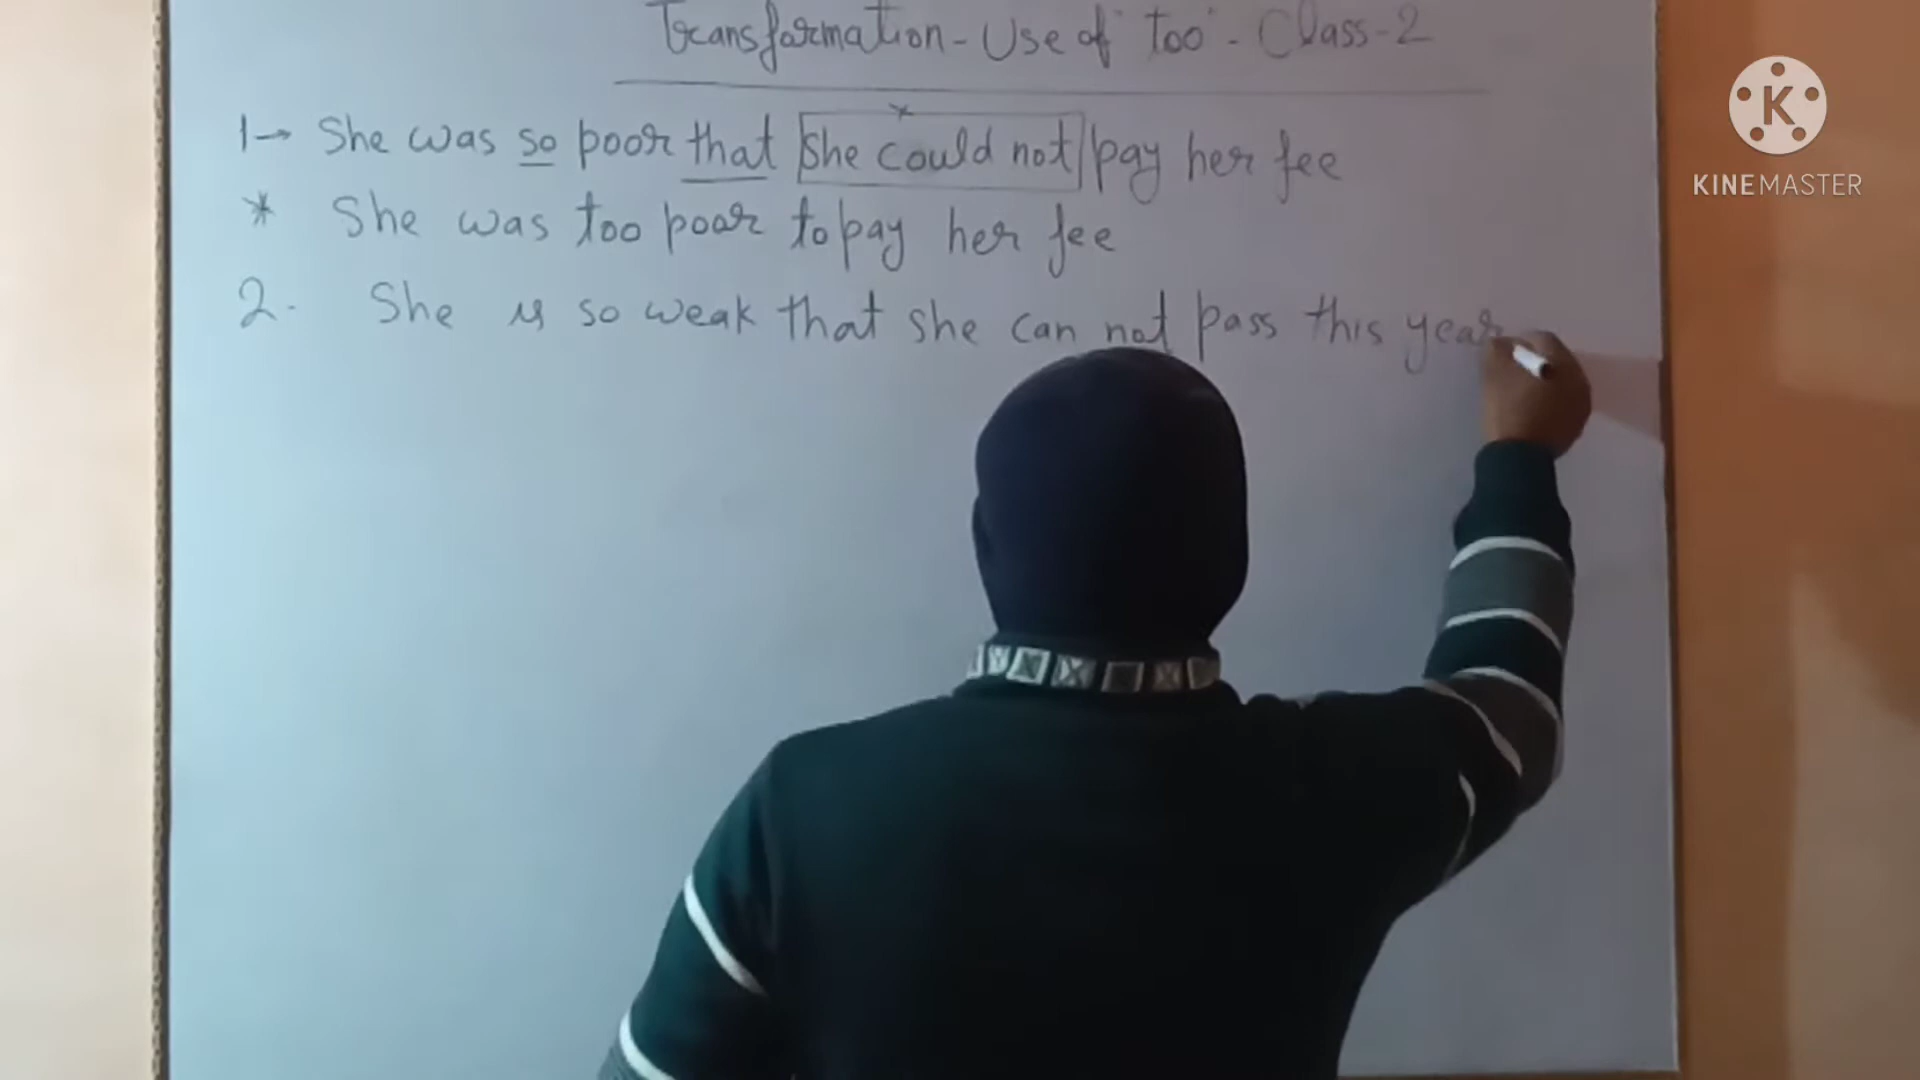 Transformation - Use of 'too' - Class-2
1→ She was so poor that she could not pay her fee
* She was too poor to pay her fee
2. She is so weak that she can not pass this year
K
KINEMASTER